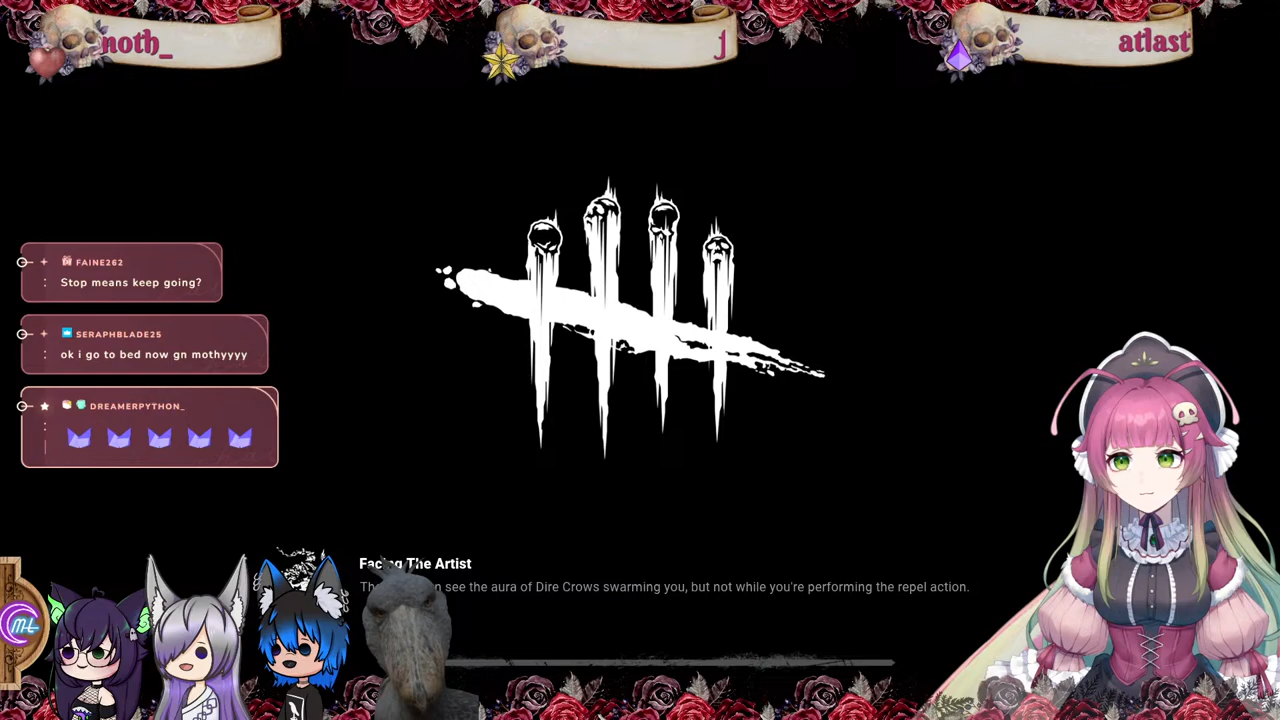 noth_
j
atlast
FAINE262
Stop means keep going?
SERAPHBLADE25
ok i go to bed now gn mothyyyy
DREAMERPYTHON_
Facing The Artist
see the aura of Dire Crows swarming you, but not while you're performing the repel action.
ML